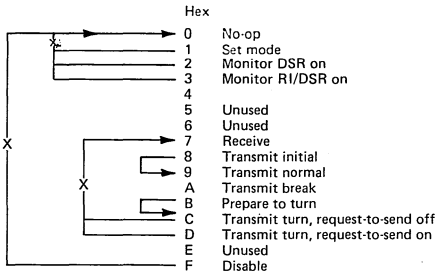 Hex
0 No-op
1 Set mode
2 Monitor DSR on
3 Monitor RI/DSR on
4
5 Unused
6 Unused
7 Receive
8 Transmit initial
9 Transmit normal
A Transmit break
B Prepare to turn
C Transmit turn, request-to-send off
D Transmit turn, request-to-send on
E Unused
F Disable
X
X
X